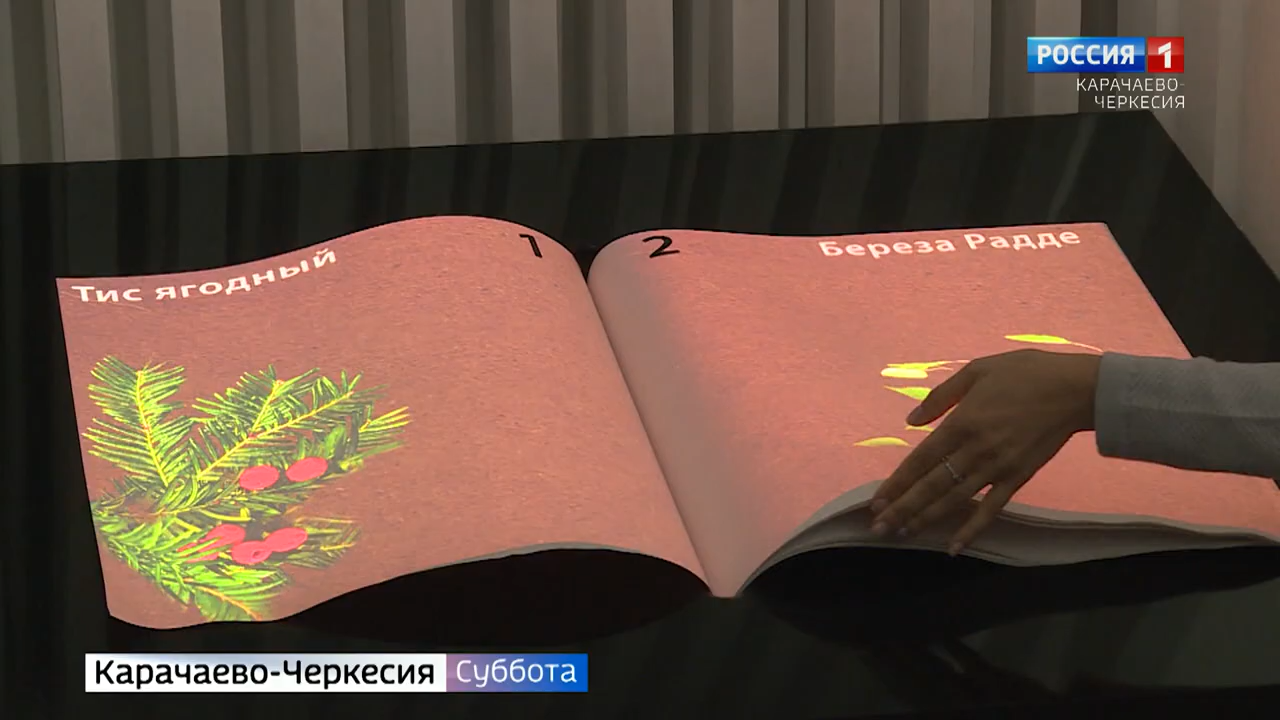 РОССИЯ 1
КАРАЧАЕВО-
ЧЕРКЕСИЯ
Тис ягодный
1
2
Береза Радде
Карачаево-Черкесия Суббота